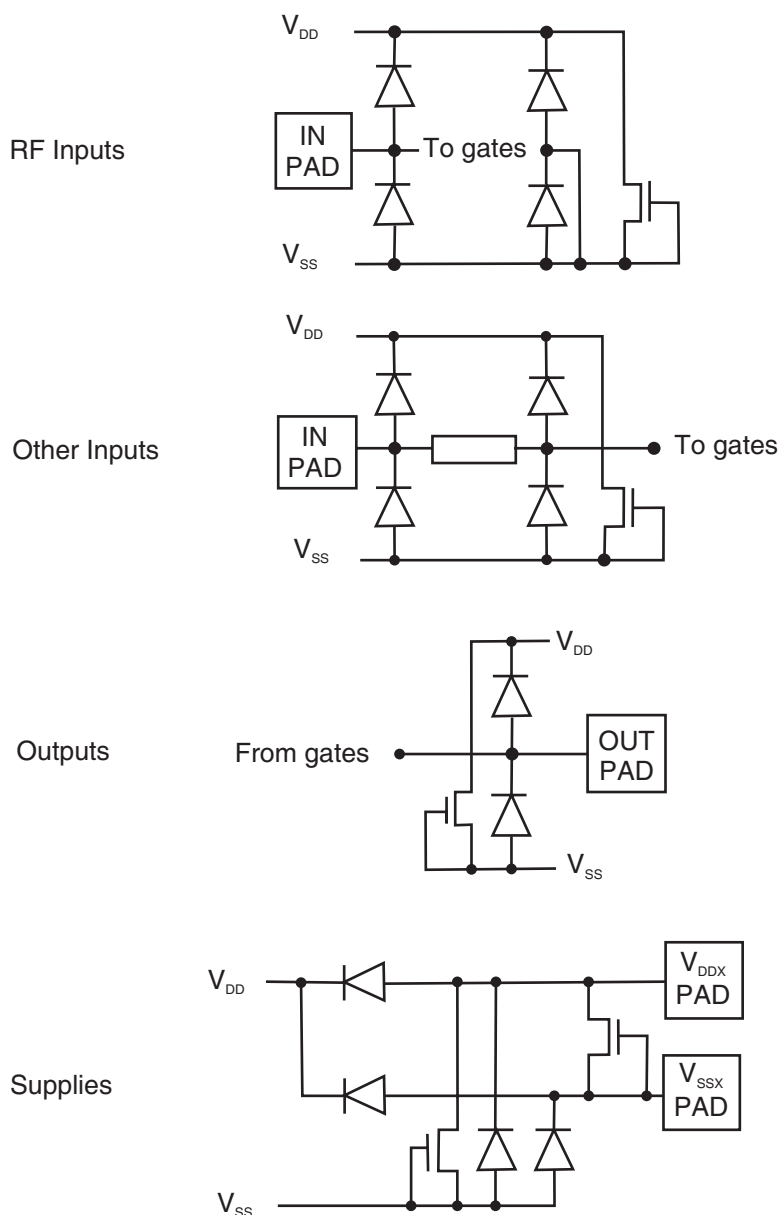 V_DD
RF Inputs
IN
PAD
To gates
V_SS
V_DD
Other Inputs
IN
PAD
To gates
V_SS
V_DD
Outputs
From gates
OUT
PAD
V_SS
V_DD
V_DDX
PAD
Supplies
V_SSX
PAD
V_SS